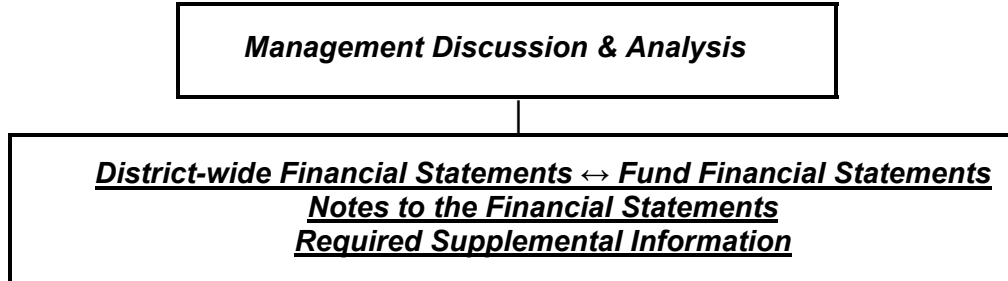 Management Discussion & Analysis
District-wide Financial Statements ↔ Fund Financial Statements
Notes to the Financial Statements
Required Supplemental Information